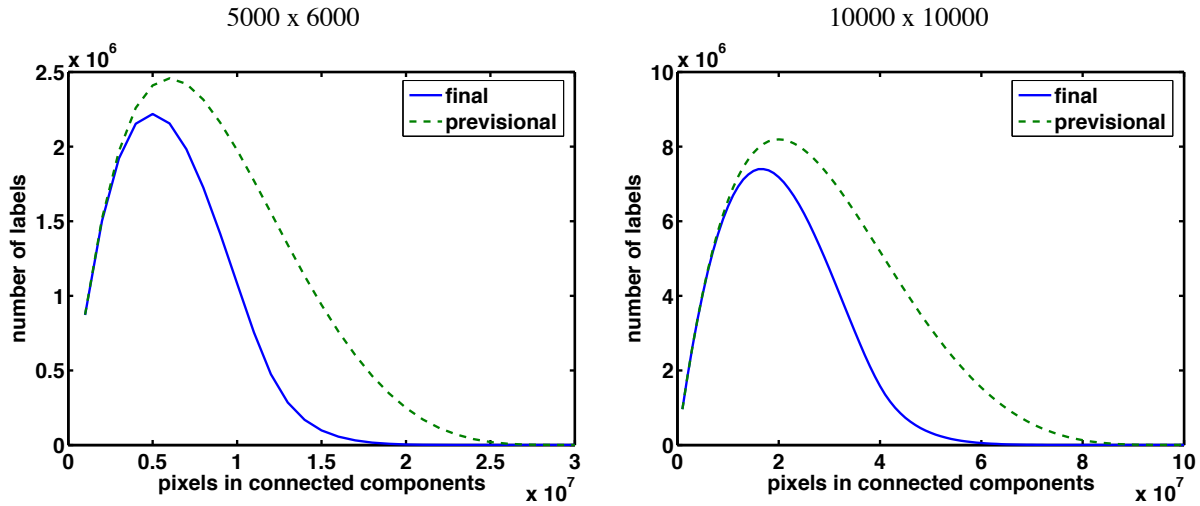 5000 x 6000
x 10^6
2.5
2
1.5
1
0.5
0
0 0.5 1 1.5 2 2.5 3
x 10^7
number of labels
pixels in connected components
final
previsional
10000 x 10000
x 10^6
10
8
6
4
2
0
0 2 4 6 8 10
x 10^7
number of labels
pixels in connected components
final
previsional